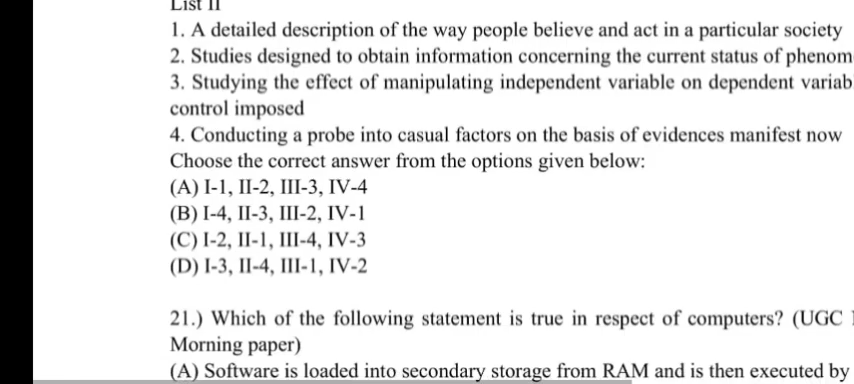 List II
1. A detailed description of the way people believe and act in a particular society
2. Studies designed to obtain information concerning the current status of phenom
3. Studying the effect of manipulating independent variable on dependent variab
control imposed
4. Conducting a probe into casual factors on the basis of evidences manifest now
Choose the correct answer from the options given below:
(A) I-1, II-2, III-3, IV-4
(B) I-4, II-3, III-2, IV-1
(C) I-2, II-1, III-4, IV-3
(D) I-3, II-4, III-1, IV-2
21.) Which of the following statement is true in respect of computers? (UGC
Morning paper)
(A) Software is loaded into secondary storage from RAM and is then executed by